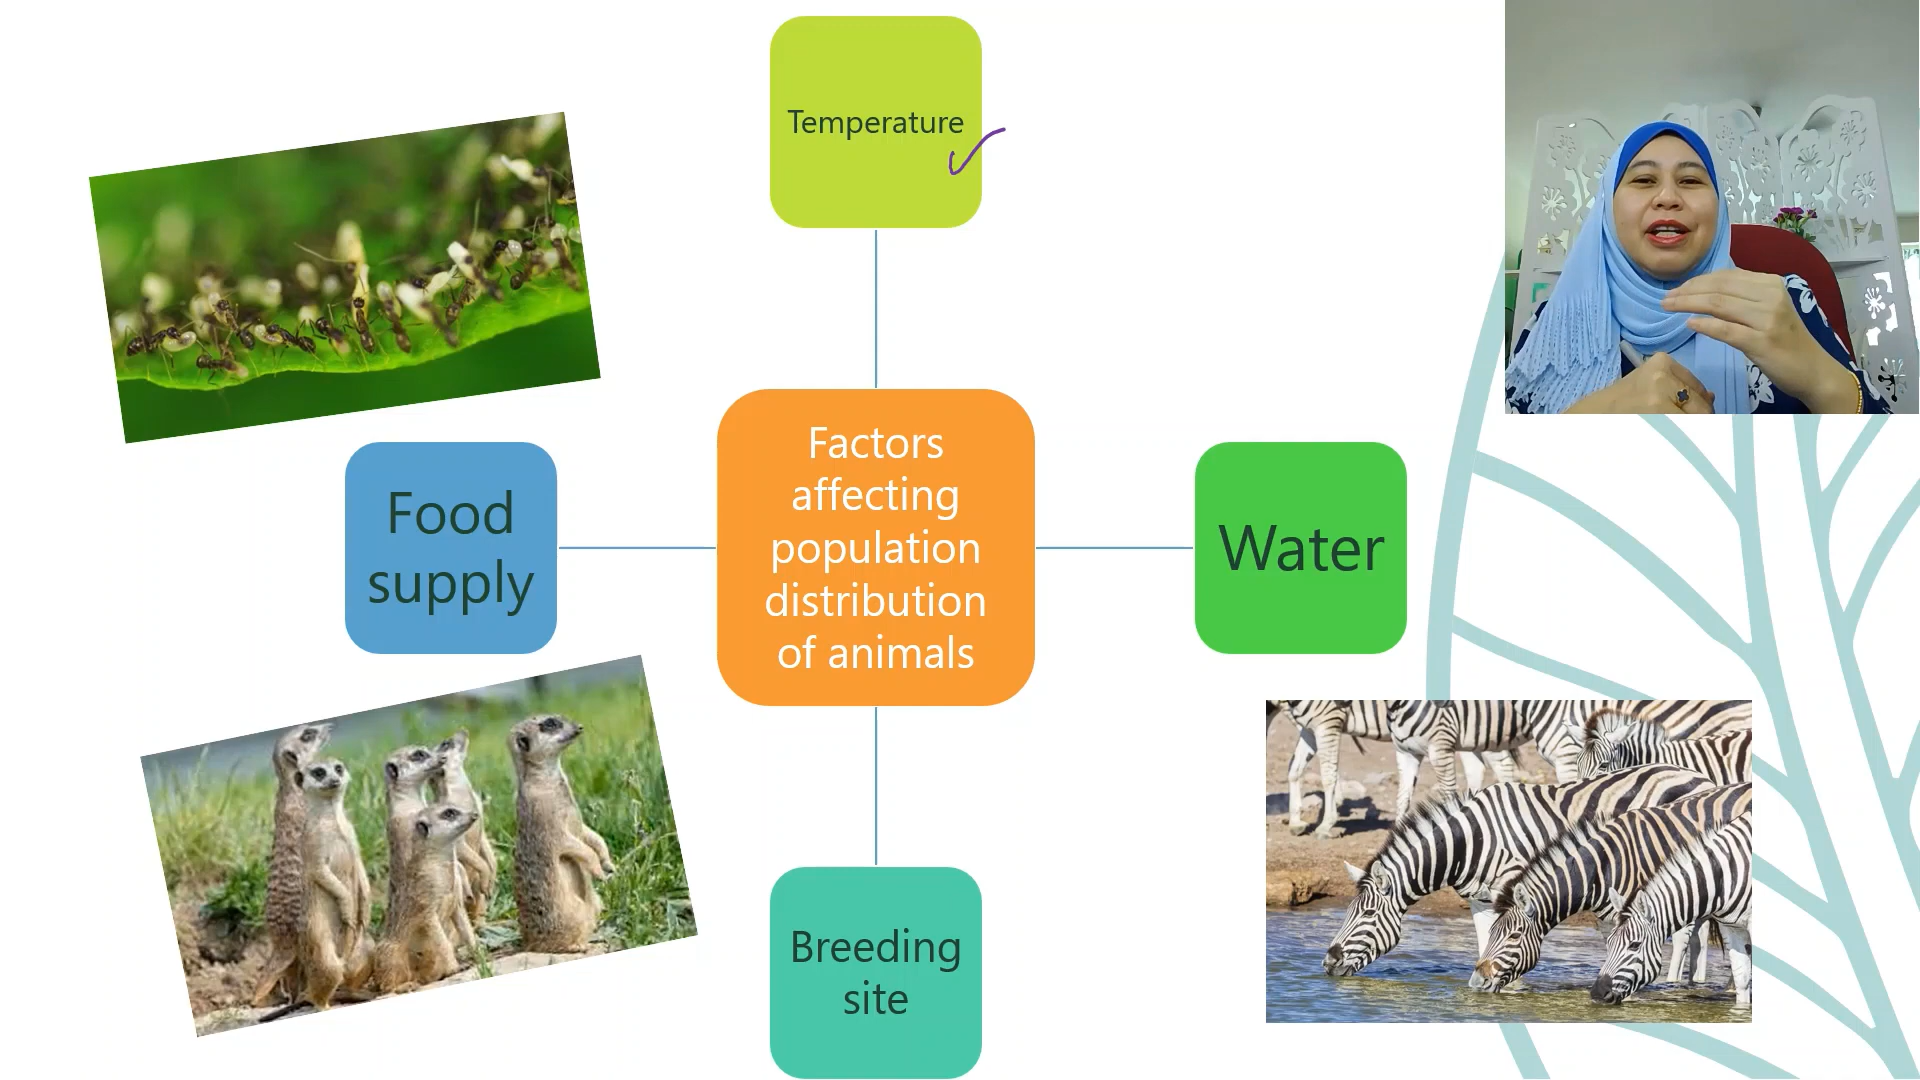 Temperature
Food
supply
Factors
affecting
population
distribution
of animals
Water
Breeding
site